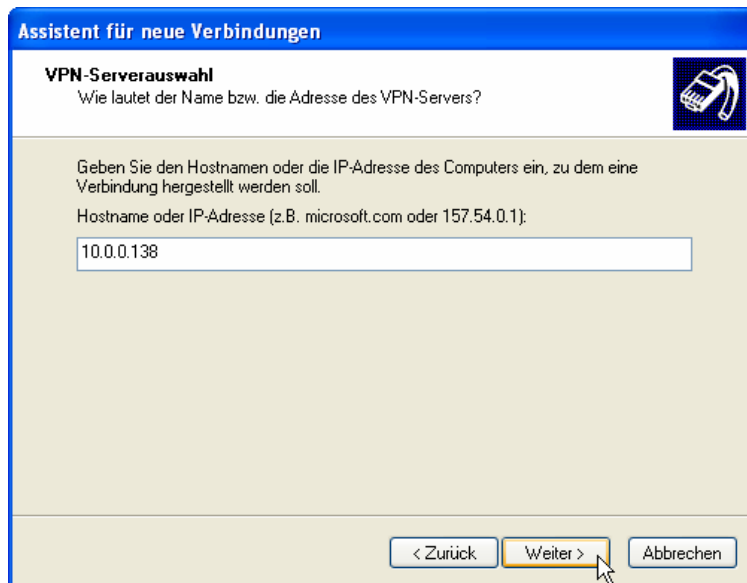 Assistent für neue Verbindungen
VPN-Serverauswahl
Wie lautet der Name bzw. die Adresse des VPN-Servers?
Geben Sie den Hostnamen oder die IP-Adresse des Computers ein, zu dem eine
Verbindung hergestellt werden soll.
Hostname oder IP-Adresse (z.B. microsoft.com oder 157.54.0.1):
10.0.0.138
< Zurück
Weiter >
Abbrechen